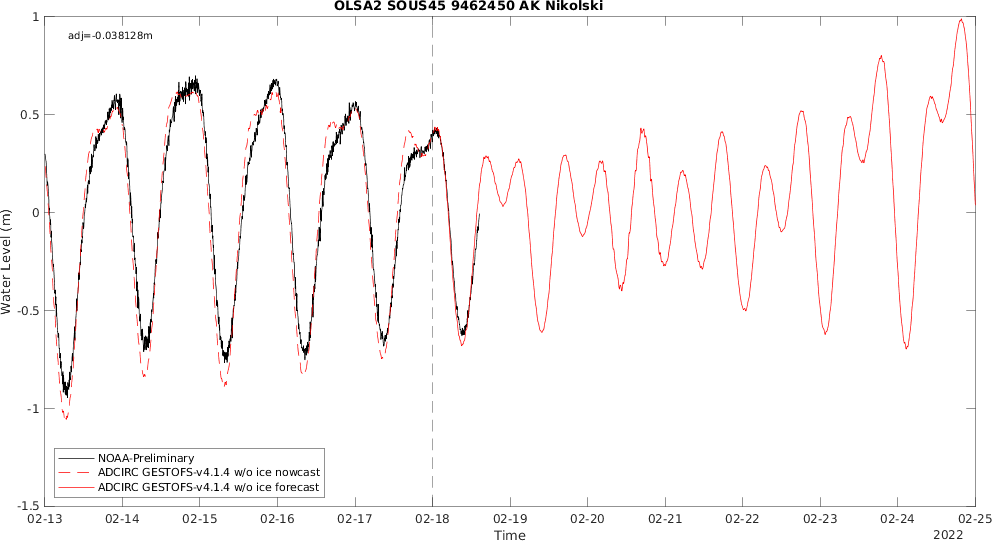 OLSA2 SOUS45 9462450 AK Nikolski
adj=-0.038128m
1
0.5
0
-0.5
-1
-1.5
Water Level (m)
NOAA-Preliminary
ADCIRC GESTOFS-v4.1.4 w/o ice nowcast
ADCIRC GESTOFS-v4.1.4 w/o ice forecast
02-13 02-14 02-15 02-16 02-17 02-18 02-19 02-20 02-21 02-22 02-23 02-24 02-25
Time
2022